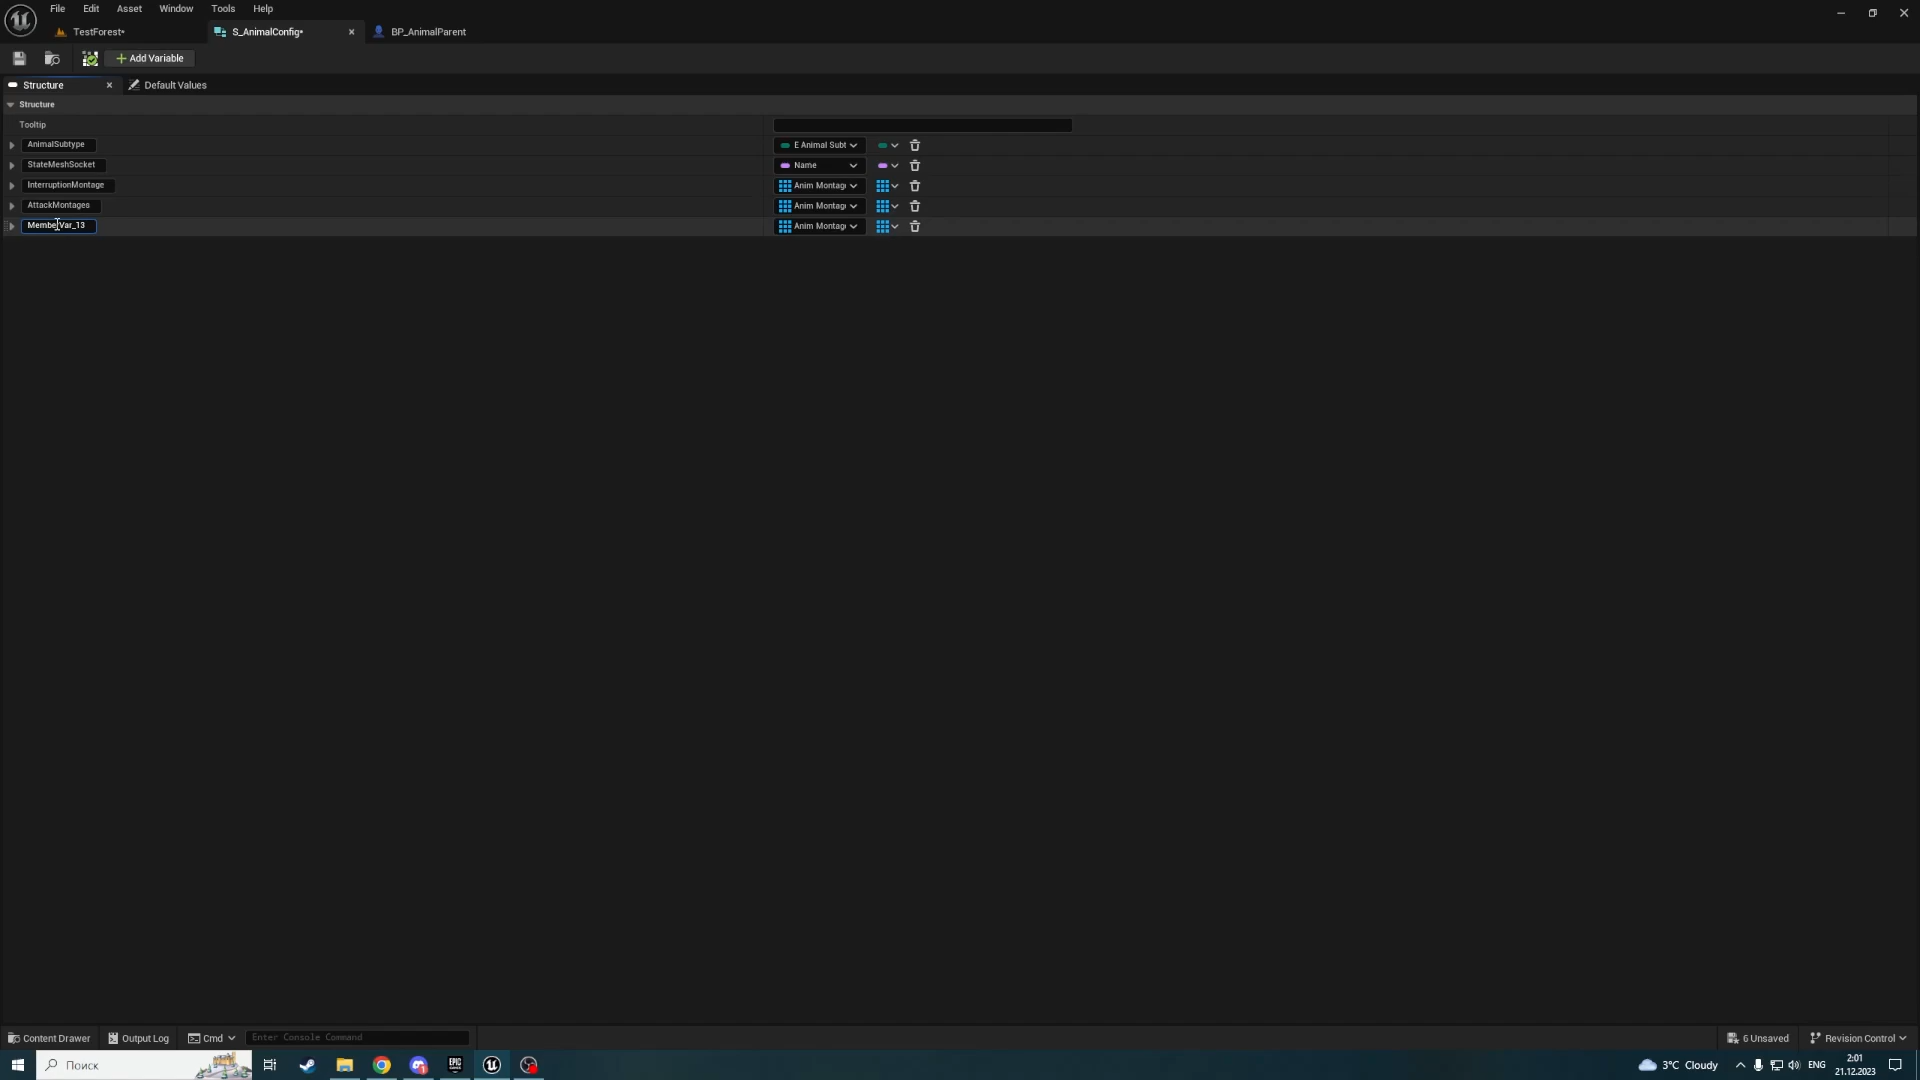 File Edit Asset Window Tools Help
TestForest* S_AnimalConfig* BP_AnimalParent
Add Variable
Structure Default Values
Structure
Tooltip
AnimalSubtype E Animal Subt
StateMeshSocket Name
InterruptionMontage Anim Montag
AttackMontages Anim Montag
MemberVar_13 Anim Montag
Content Drawer Output Log Cmd Enter Console Command 6 Unsaved Revision Control
Поиск EPIC GAMES 3°C Cloudy ENG 2:01
21.12.2023